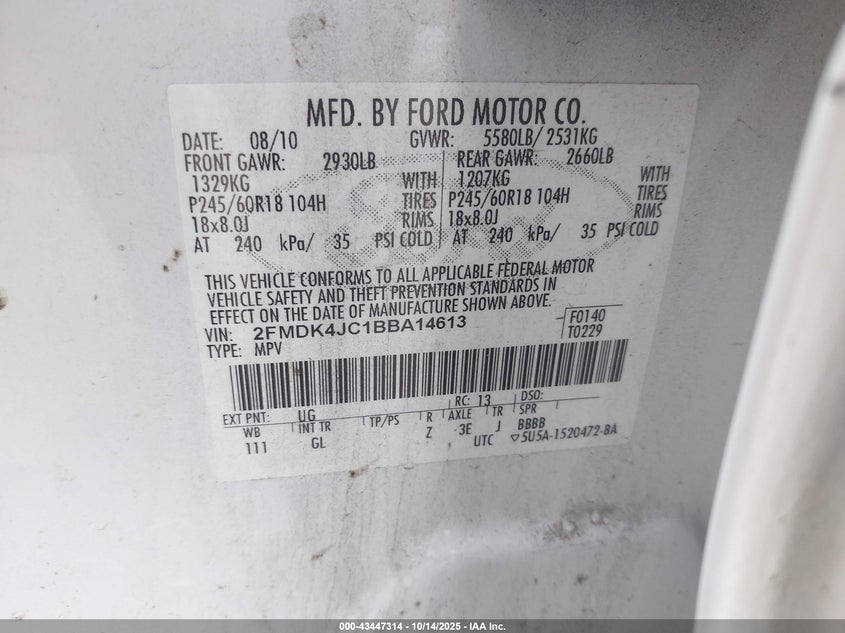 MFD. BY FORD MOTOR CO.
DATE: 08/10 GVWR: 5580LB/ 2531KG
FRONT GAWR: 2930LB REAR GAWR: 2660LB
1329KG WITH 1207KG WITH
P245/60R18 104H TIRES P245/60R18 104H TIRES
18x8.0J RIMS 18x8.0J RIMS
AT 240 kPa/ 35 PSI COLD AT 240 kPa/ 35 PSI COLD
THIS VEHICLE CONFORMS TO ALL APPLICABLE FEDERAL MOTOR
VEHICLE SAFETY AND THEFT PREVENTION STANDARDS IN
EFFECT ON THE DATE OF MANUFACTURE SHOWN ABOVE.
VIN: 2FMDK4JC1BBA14613 F0140
TYPE: MPV T0229
EXT PNT: UG RC: 13 DSO:
WB INT TR TP/PS R AXLE TR SPR
111 GL Z 3E J BBBB
UTC ▽5U5A-1520472-BA
000-43447314 - 10/14/2025 - IAA Inc.